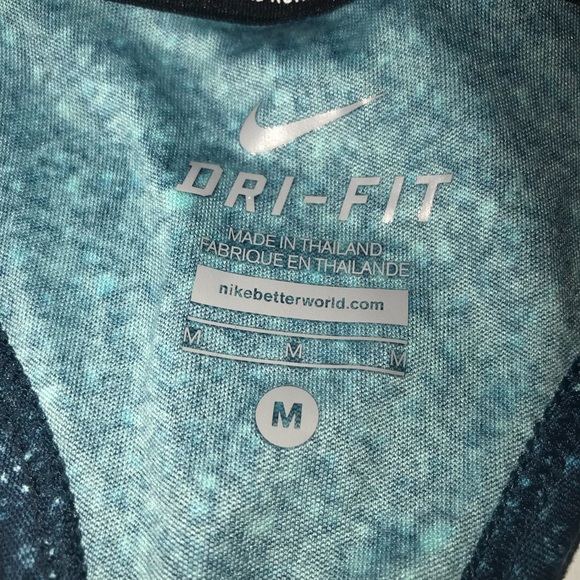 DRI-FIT
MADE IN THAILAND
FABRIQUE EN THAILANDE
nikebetterworld.com
M M M
M